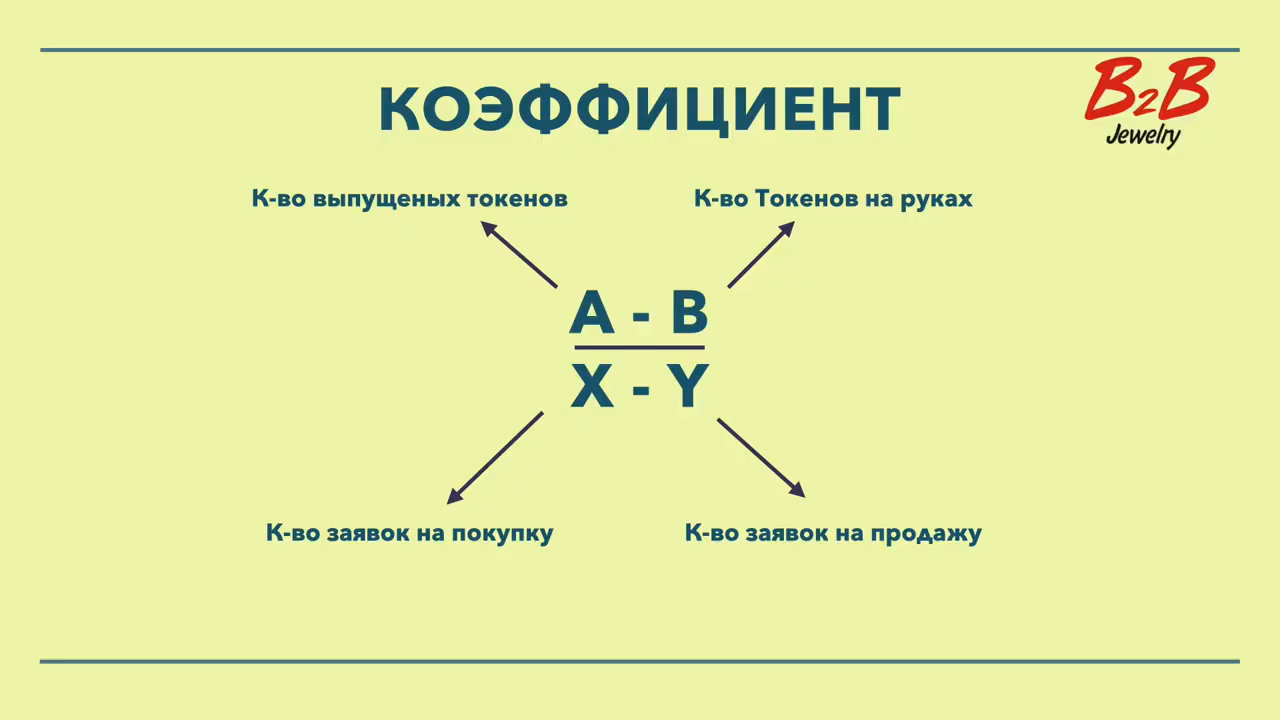 B2B
Jewelry
КОЭФФИЦИЕНТ
К-во выпущеных токенов
К-во Токенов на руках
A - B
X - Y
К-во заявок на покупку
К-во заявок на продажу